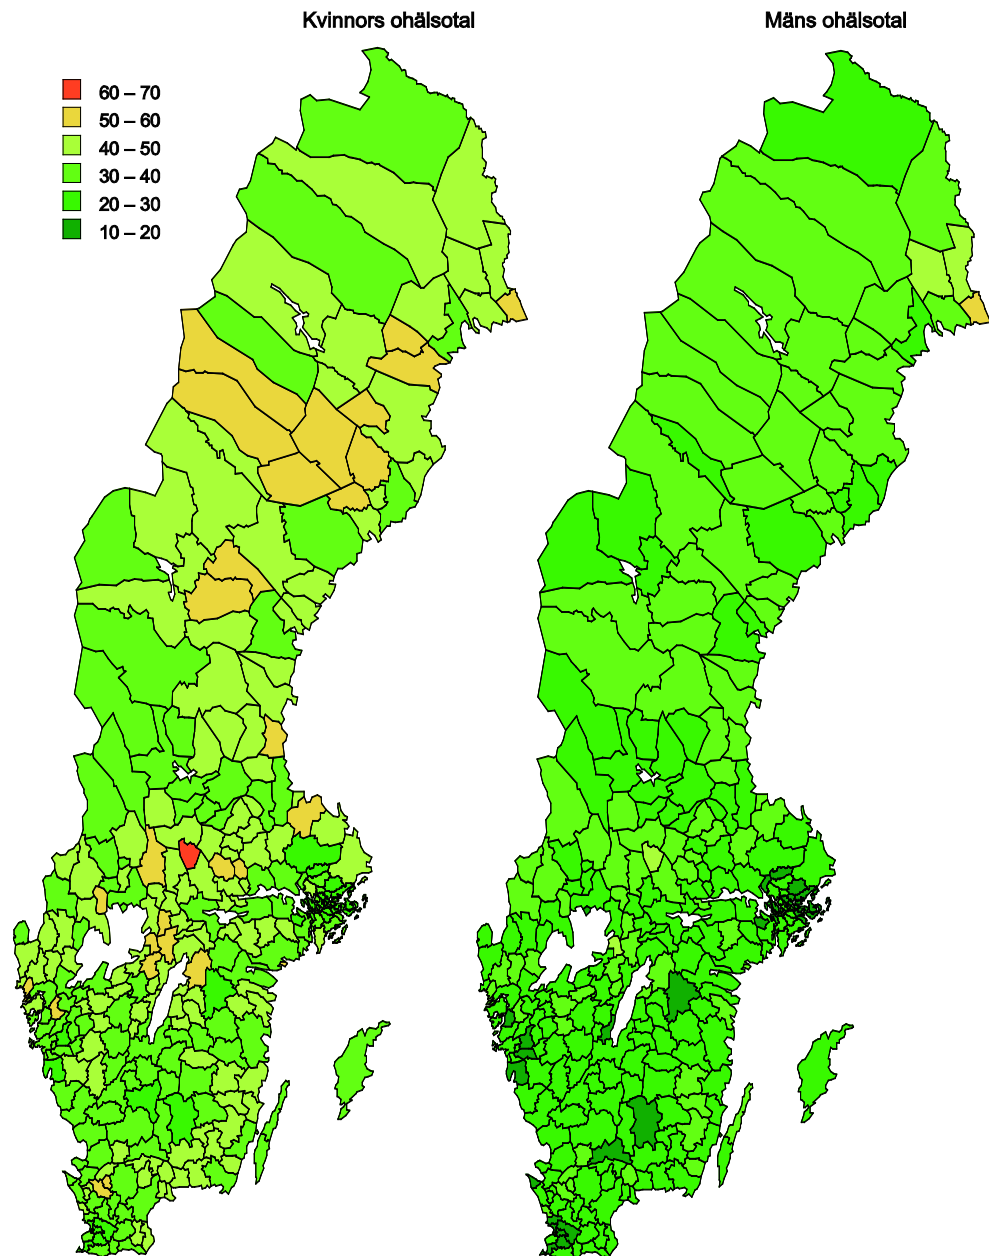 Kvinnors ohälsotal
Mäns ohälsotal
60 – 70
50 – 60
40 – 50
30 – 40
20 – 30
10 – 20